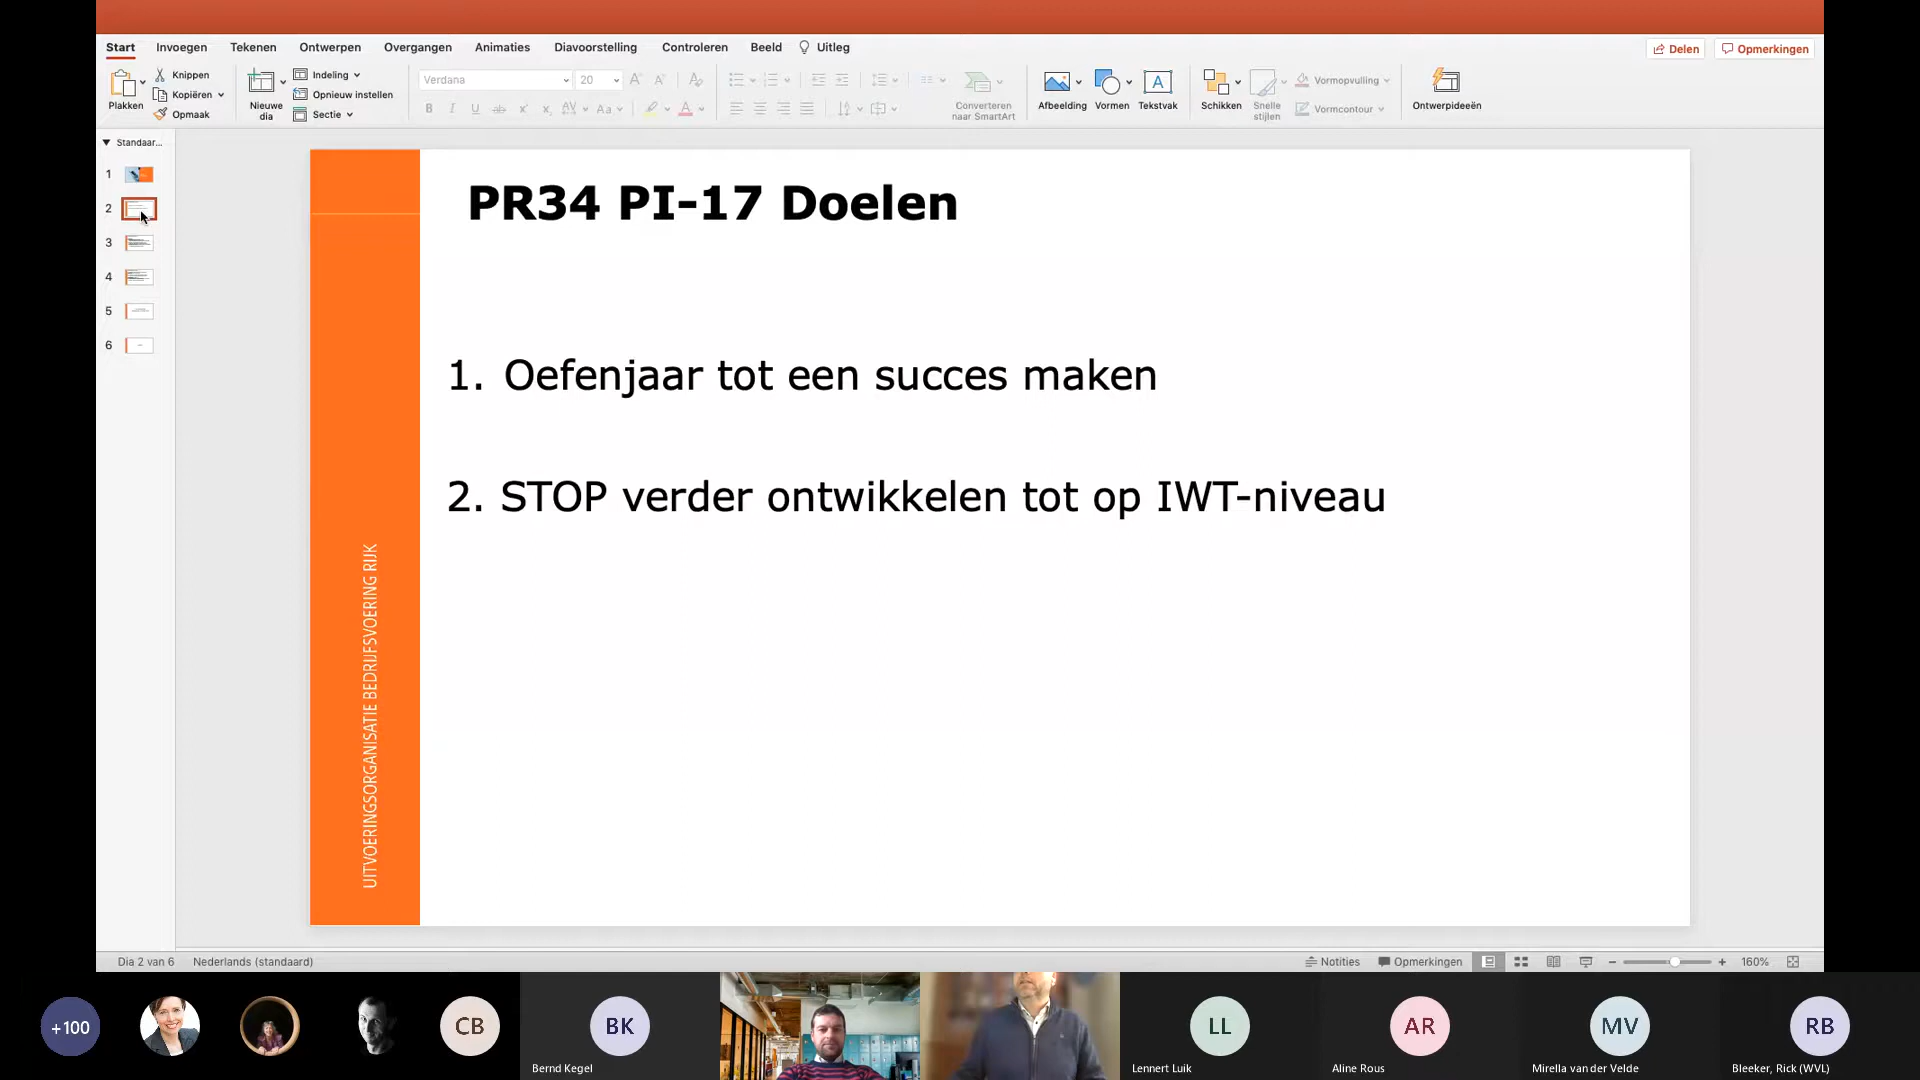 Start Invoegen Tekenen Ontwerpen Overgangen Animaties Diavoorstelling Controleren Beeld Uitleg Delen Opmerkingen
Plakken
Knippen
Kopiëren
Opmaak
Nieuwe
dia
Indeling
Opnieuw instellen
Sectie
Verdana 20
Converteren
naar SmartArt
Afbeelding Vormen Tekstvak
Schikken
Snelle
stijlen
Vormopvulling
Vormcontour
Ontwerpideeën
Standaar...
1
2
3
4
5
6
PR34 PI-17 Doelen
1. Oefenjaar tot een succes maken
2. STOP verder ontwikkelen tot op IWT-niveau
UITVOERINGSORGANISATIE BEDRIJFSVOERING RIJK
Dia 2 van 6 Nederlands (standaard) Notities Opmerkingen 160%
+100 CB BK LL AR MV RB
Bernd Kegel Lennert Luik Aline Rous Mirella van der Velde Bleeker, Rick (WVL)